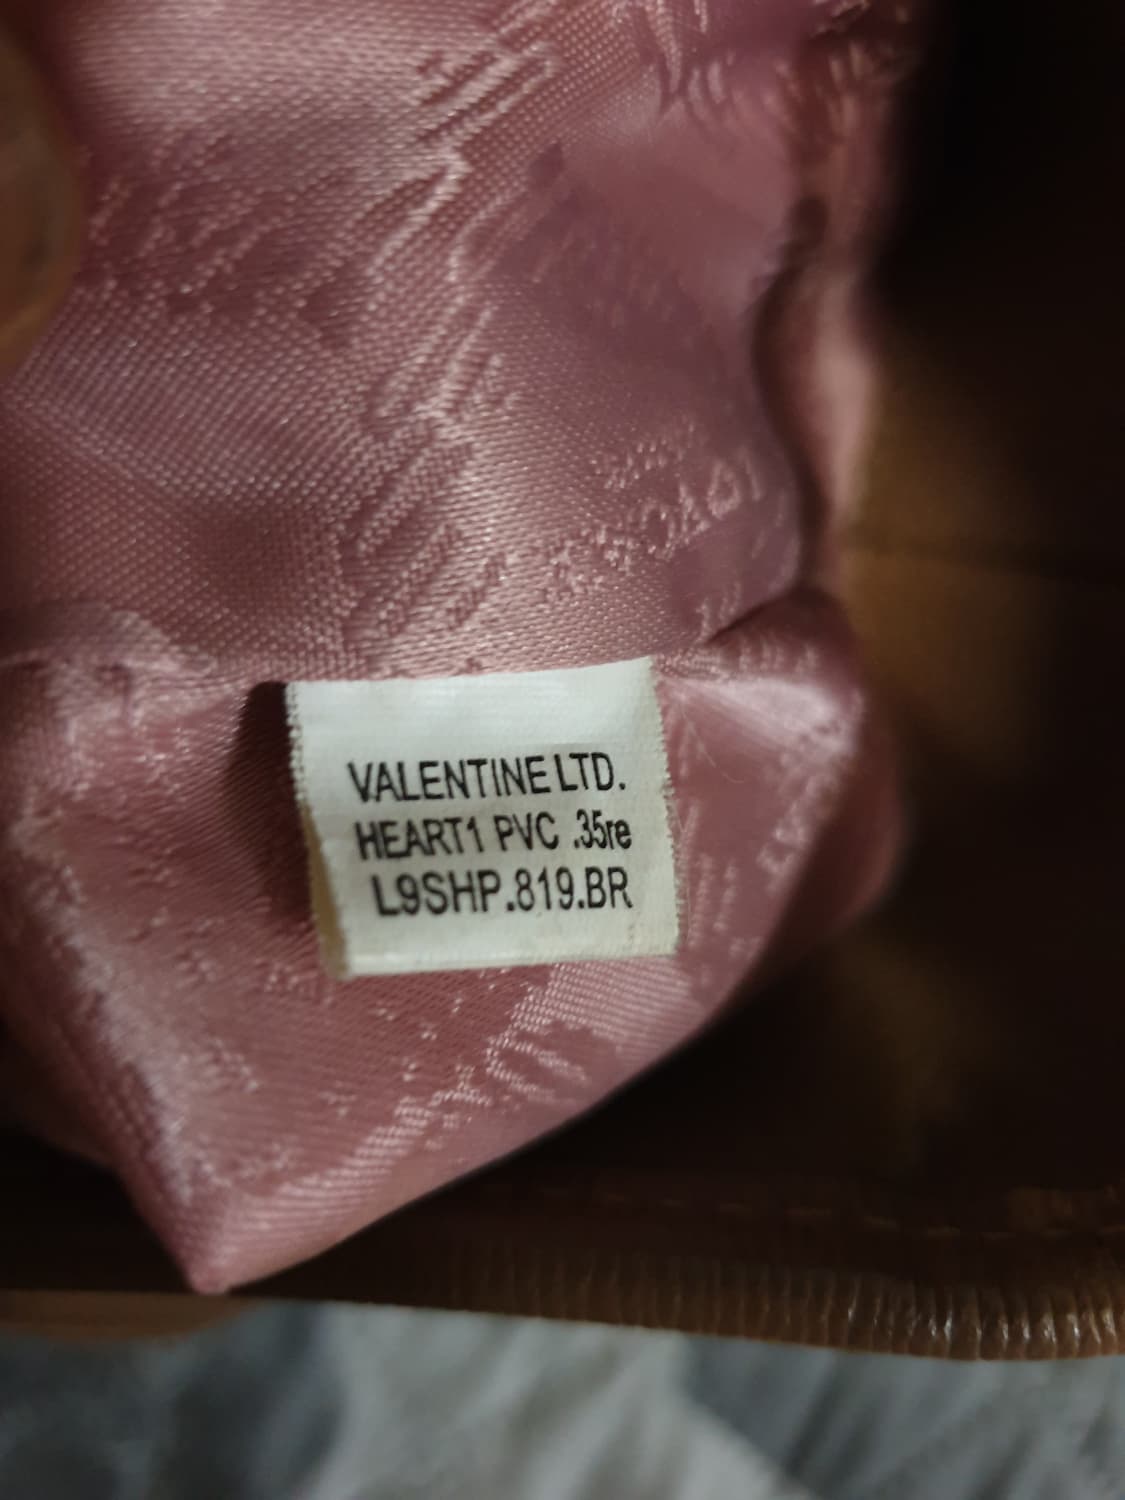 VALENTINE LTD.
HEART1 PVC .35re
L9SHP.819.BR